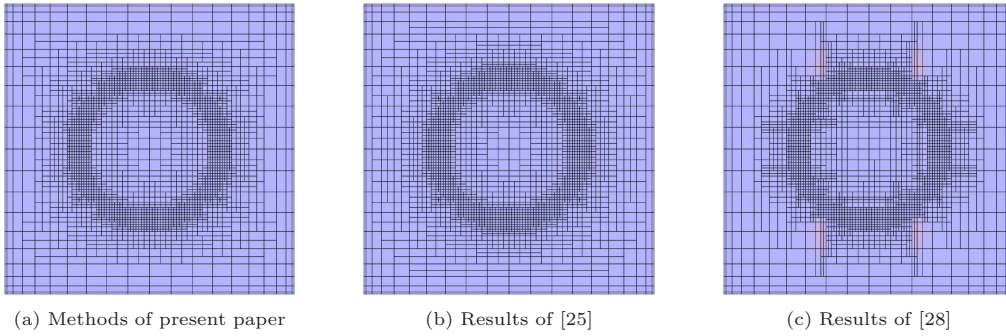 (a) Methods of present paper
(b) Results of [25]
(c) Results of [28]